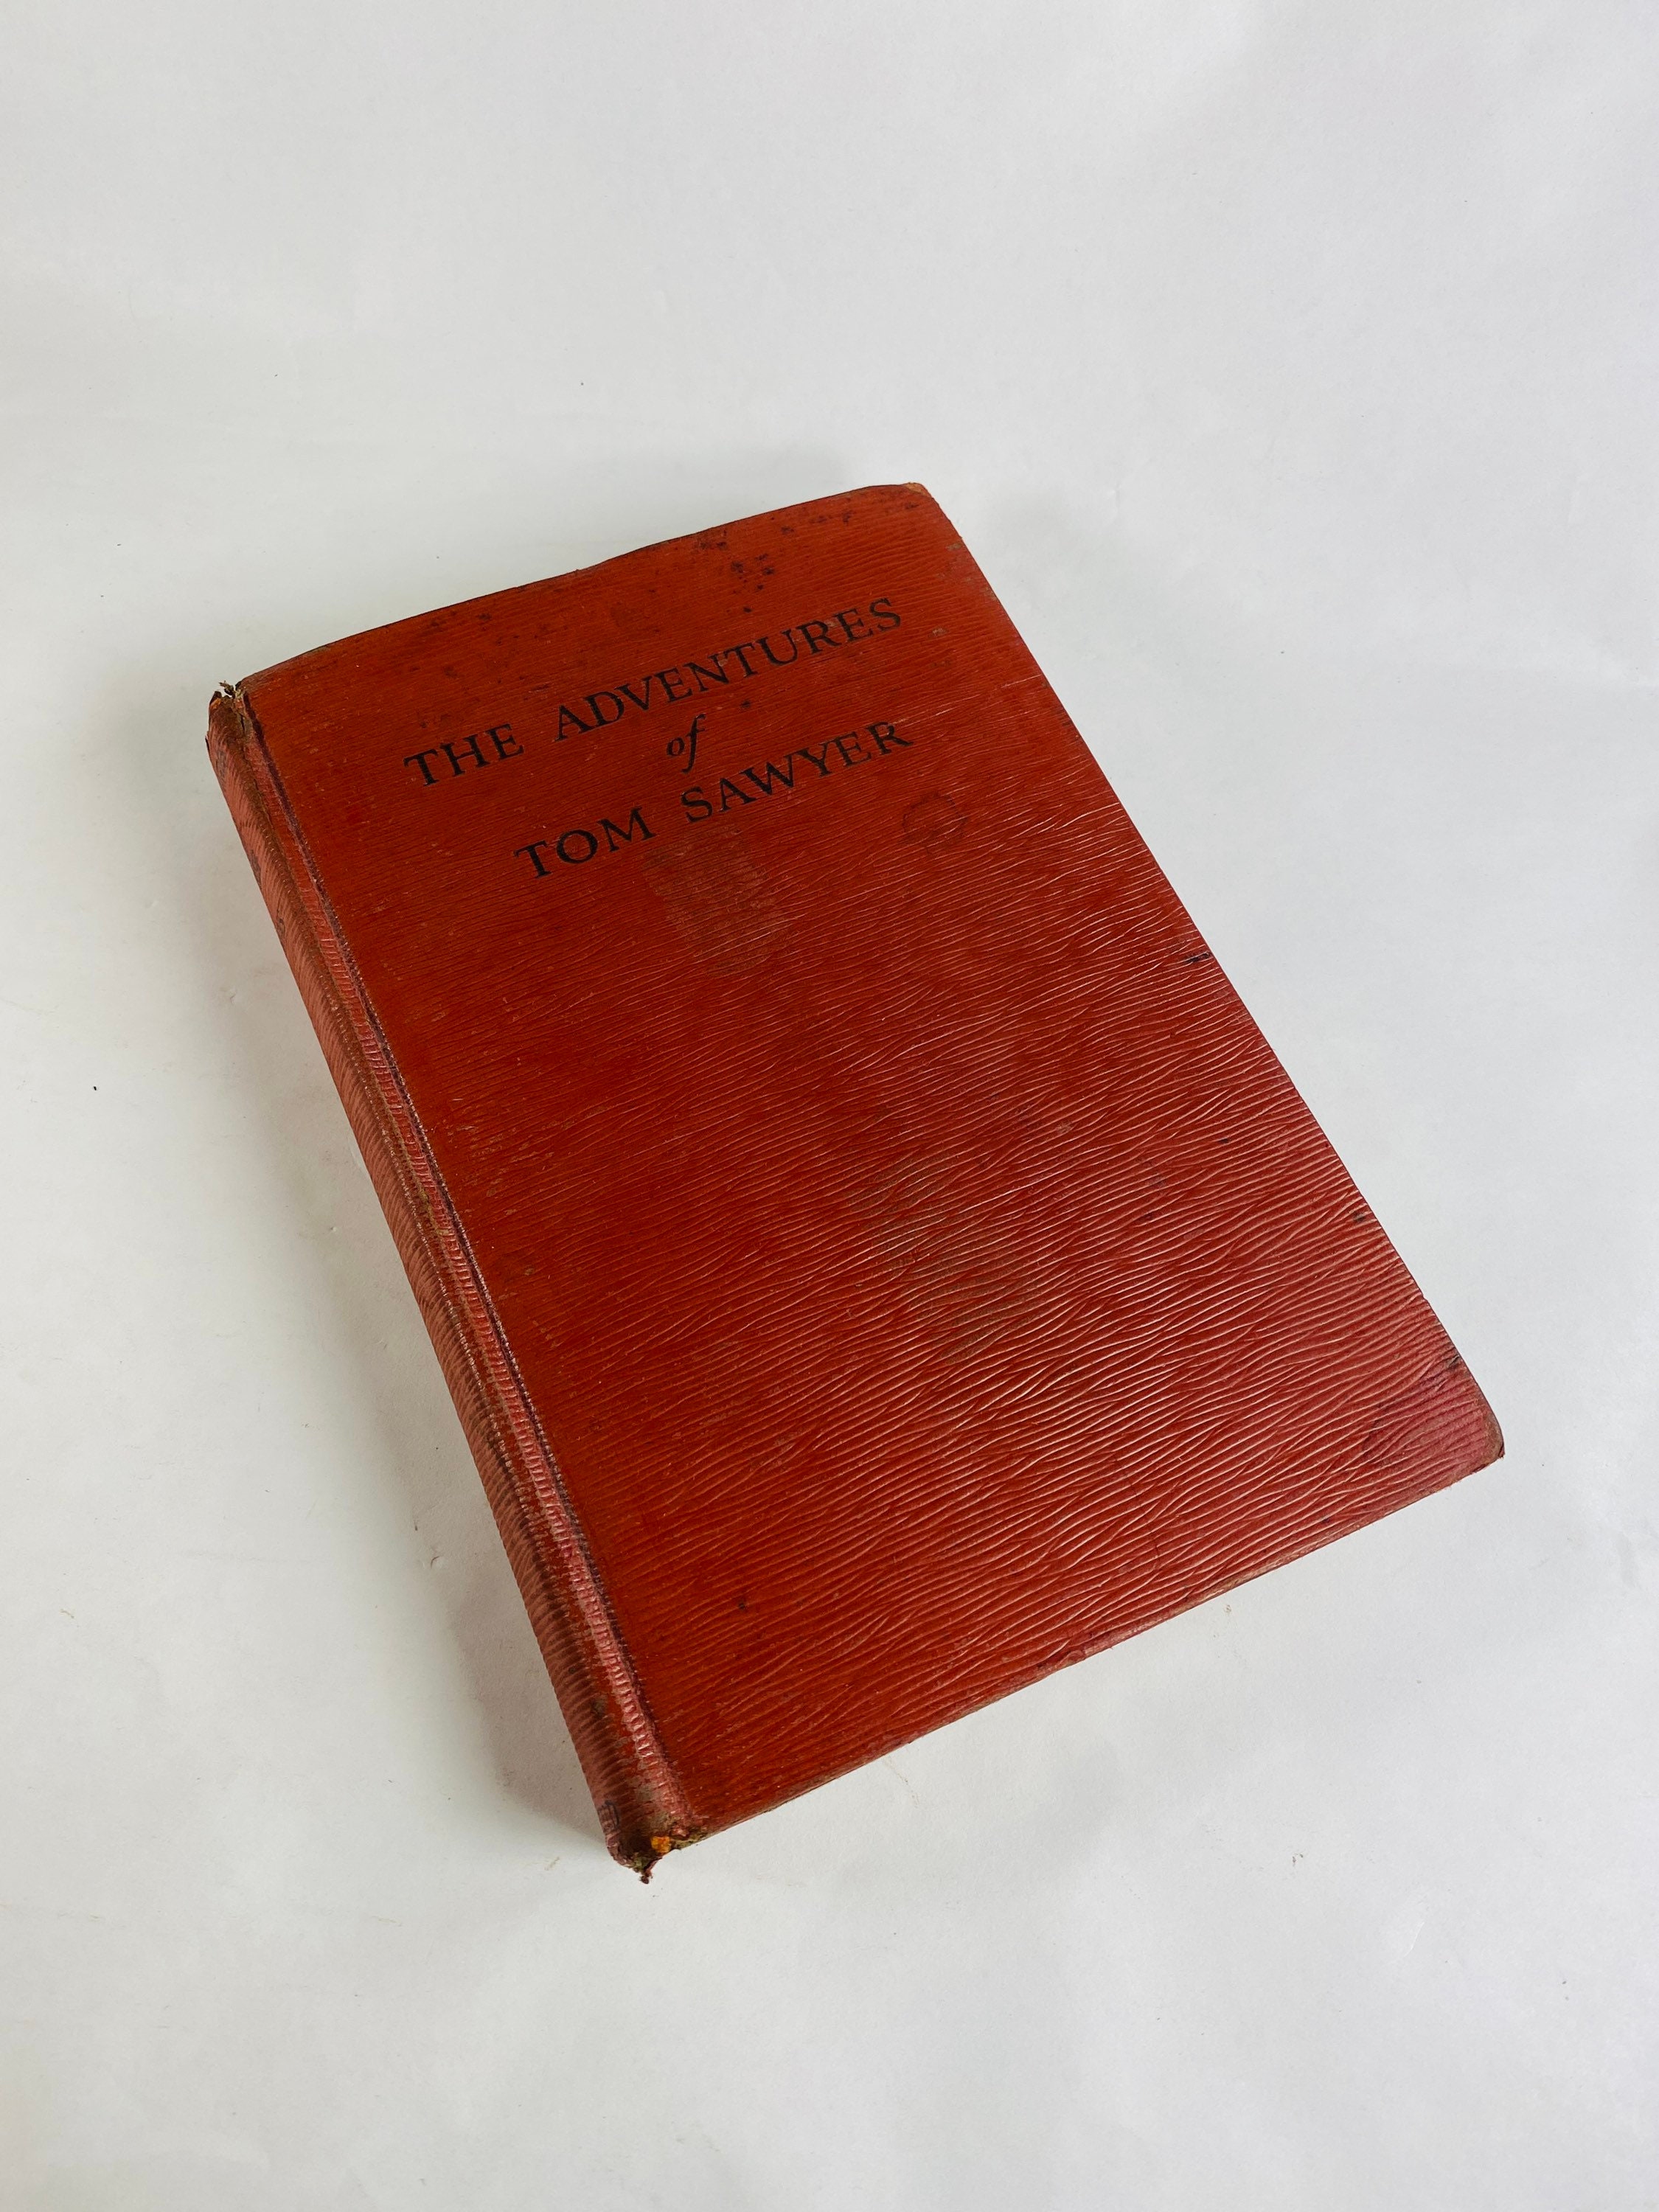 THE ADVENTURES
of
TOM SAWYER